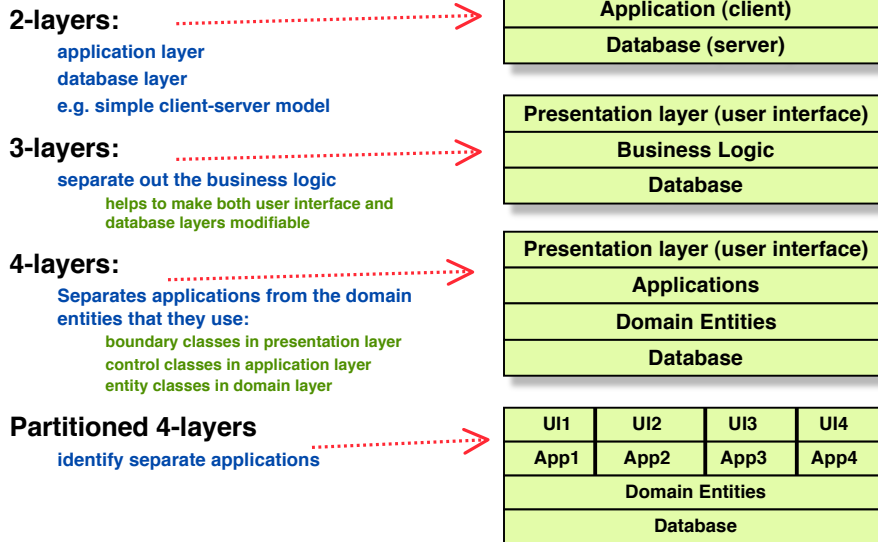 2-layers:
application layer
database layer
e.g. simple client-server model
Application (client)
Database (server)
3-layers:
separate out the business logic
helps to make both user interface and
database layers modifiable
Presentation layer (user interface)
Business Logic
Database
4-layers:
Separates applications from the domain
entities that they use:
boundary classes in presentation layer
control classes in application layer
entity classes in domain layer
Presentation layer (user interface)
Applications
Domain Entities
Database
Partitioned 4-layers
identify separate applications
UI1 UI2 UI3 UI4
App1 App2 App3 App4
Domain Entities
Database